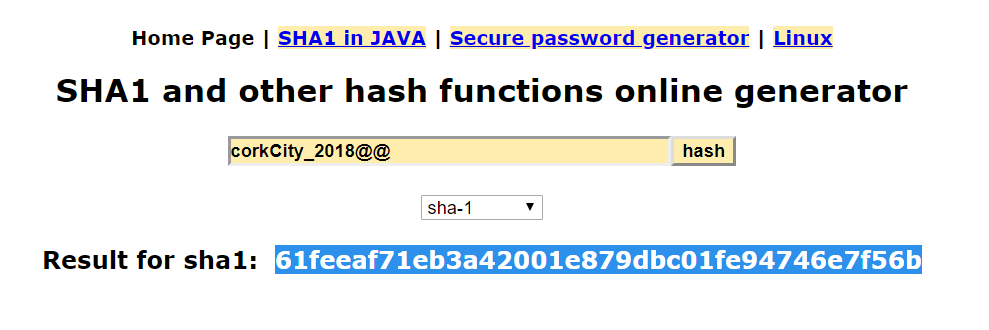 Home Page | SHA1 in JAVA | Secure password generator | Linux
SHA1 and other hash functions online generator
corkCity_2018@@ hash
sha-1
Result for sha1: 61feeaf71eb3a42001e879dbc01fe94746e7f56b